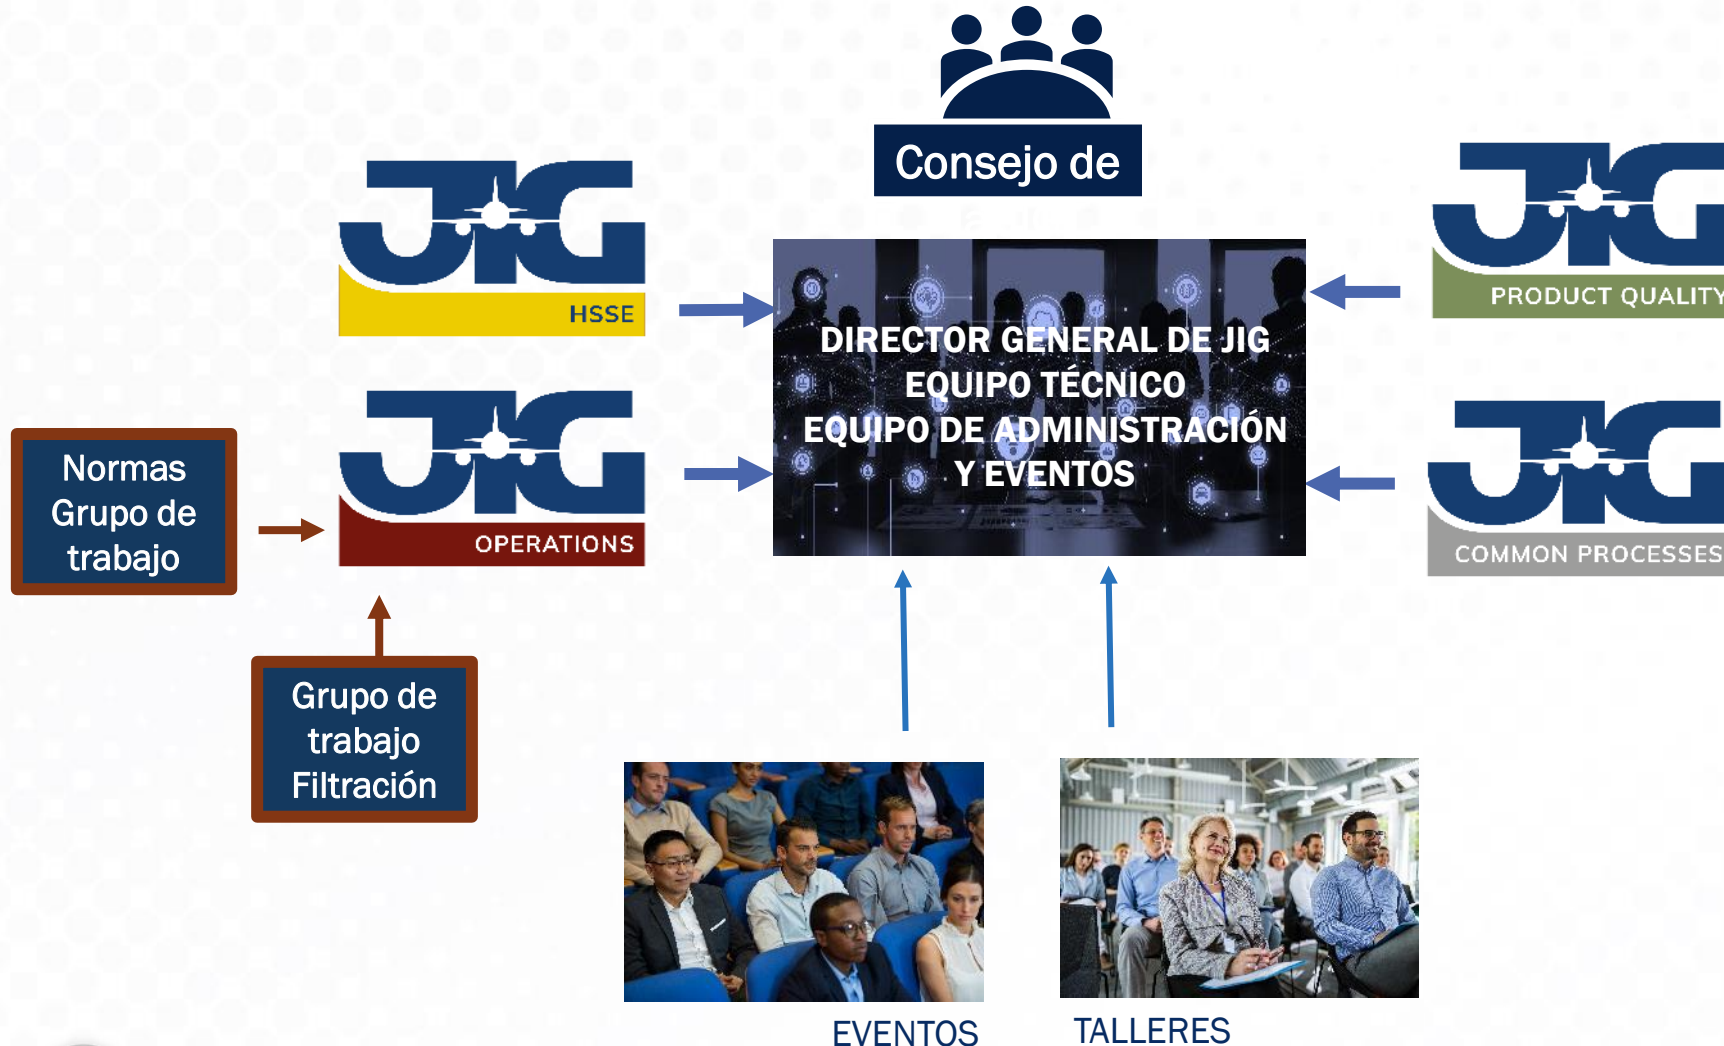 Consejo de
JIG
HSSE
JIG
PRODUCT QUALITY
DIRECTOR GENERAL DE JIG
EQUIPO TÉCNICO
EQUIPO DE ADMINISTRACIÓN
Y EVENTOS
JIG
OPERATIONS
JIG
COMMON PROCESSES
Normas
Grupo de
trabajo
Grupo de
trabajo
Filtración
EVENTOS
TALLERES